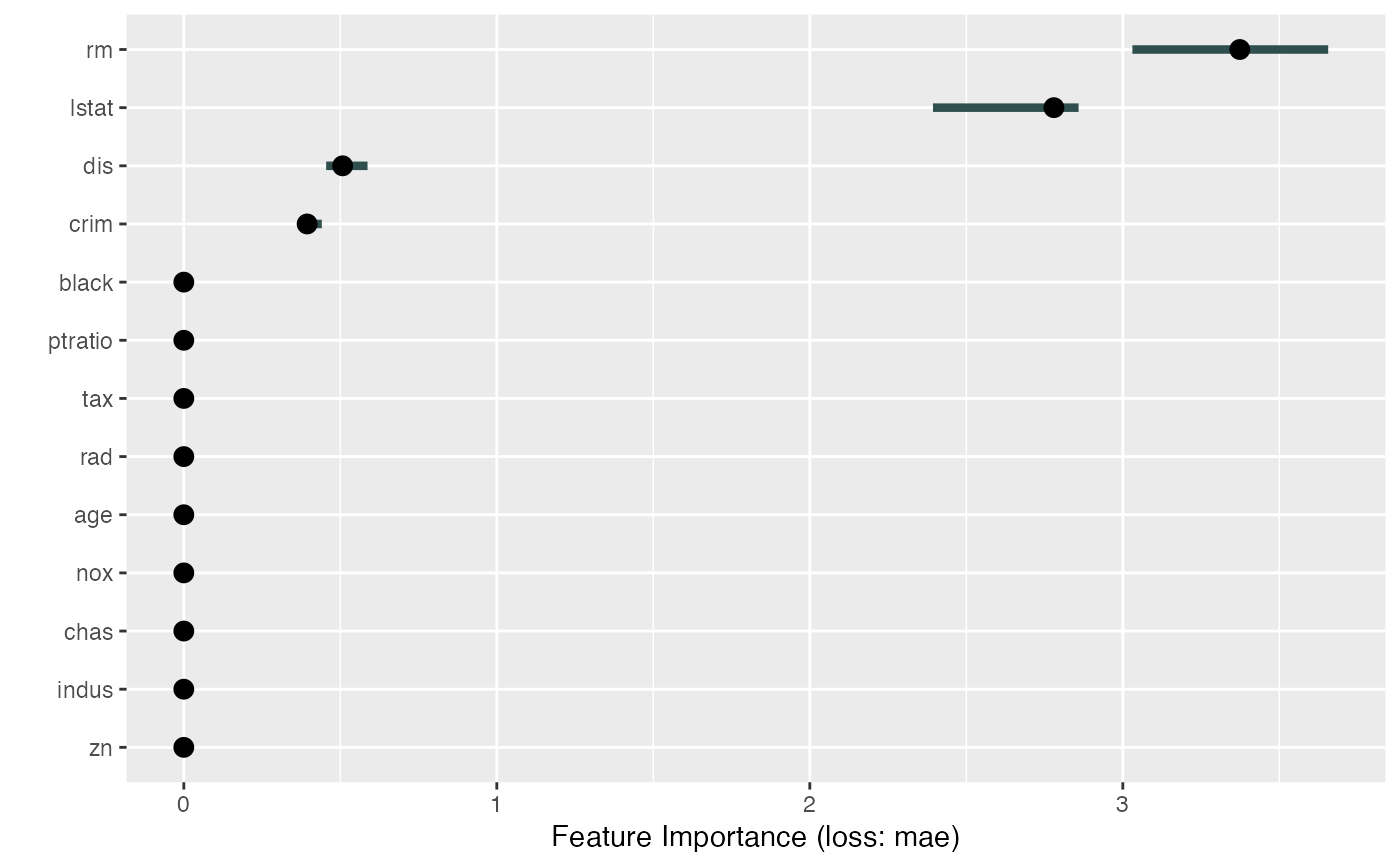 rm
lstat
dis
crim
black
ptratio
tax
rad
age
nox
chas
indus
zn
0 1 2 3
Feature Importance (loss: mae)